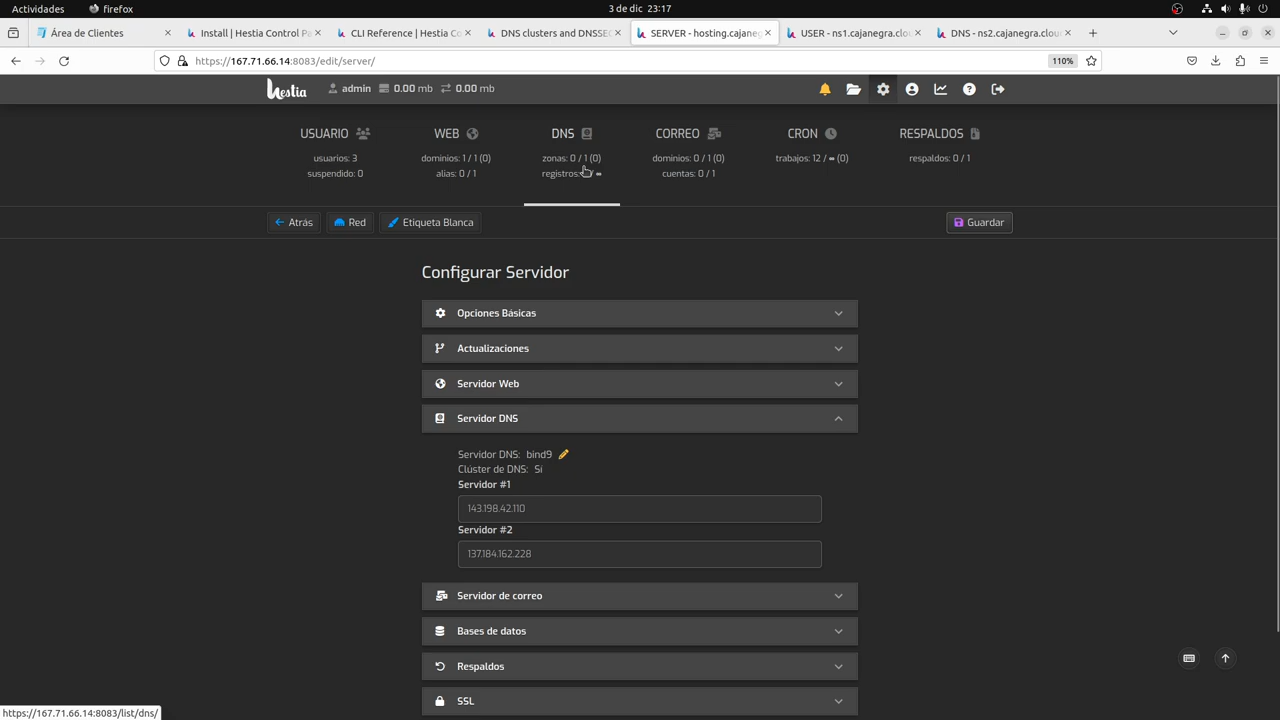 Actividades
firefox
3 de dic 23:17
Área de Clientes
Install | Hestia Control Pa
CLI Reference | Hestia Co
DNS clusters and DNSSEC
SERVER - hosting.cajaneg
USER - ns1.cajanegra.clou
DNS - ns2.cajanegra.clou
https://167.71.66.14:8083/edit/server/
110%
hestia
admin
0.00 mb
0.00 mb
USUARIO
WEB
DNS
CORREO
CRON
RESPALDOS
usuarios: 3
dominios: 1 / 1 (0)
zonas: 0 / 1 (0)
dominios: 0 / 1 (0)
trabajos: 12 / ∞ (0)
respaldos: 0 / 1
suspendido: 0
alias: 0 / 1
registros: / ∞
cuentas: 0 / 1
Atrás
Red
Etiqueta Blanca
Guardar
Configurar Servidor
Opciones Básicas
Actualizaciones
Servidor Web
Servidor DNS
Servidor DNS: bind9
Clúster de DNS: Sí
Servidor #1
143.198.42.110
Servidor #2
137.184.162.228
Servidor de correo
Bases de datos
Respaldos
SSL
https://167.71.66.14:8083/list/dns/